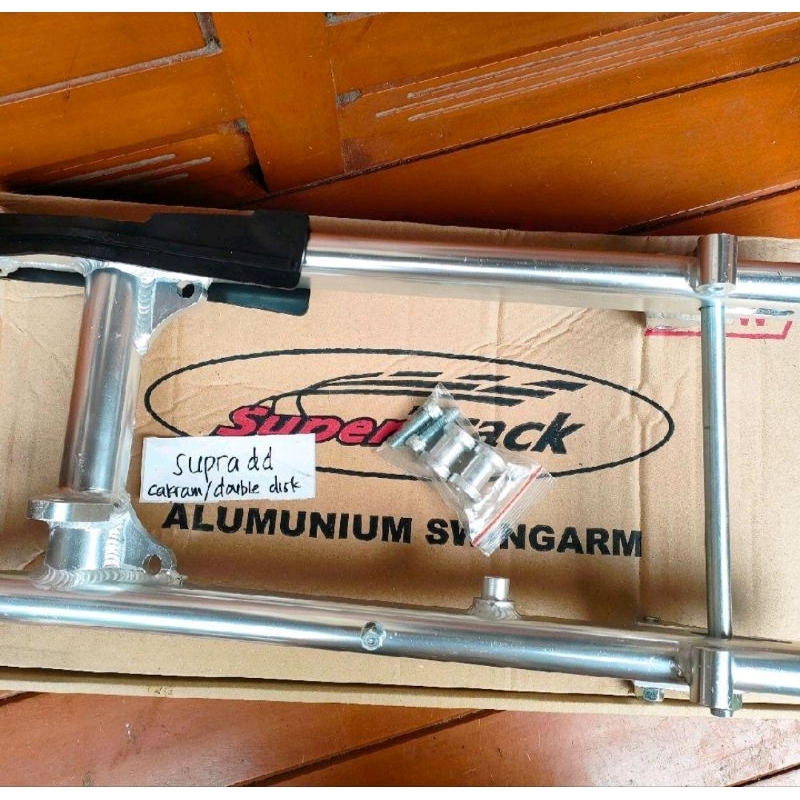 Supertrack
supra dd
cakram/double disk
ALUMUNIUM SWINGARM